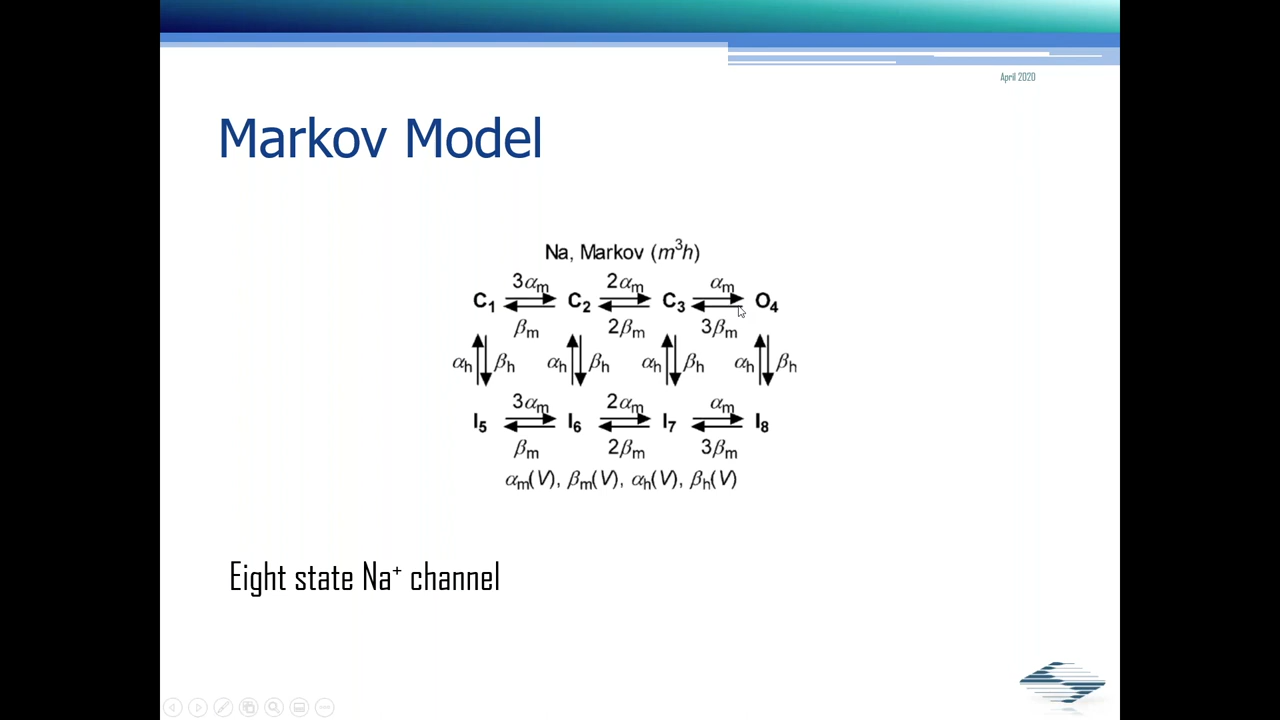 April 2020
Markov Model
Na, Markov (m³h)
3αm 2αm αm
C1 C2 C3 O4
βm 2βm 3βm
αh βh αh βh αh βh αh βh
3αm 2αm αm
I5 I6 I7 I8
βm 2βm 3βm
αm(V), βm(V), αh(V), βh(V)
Eight state Na⁺ channel